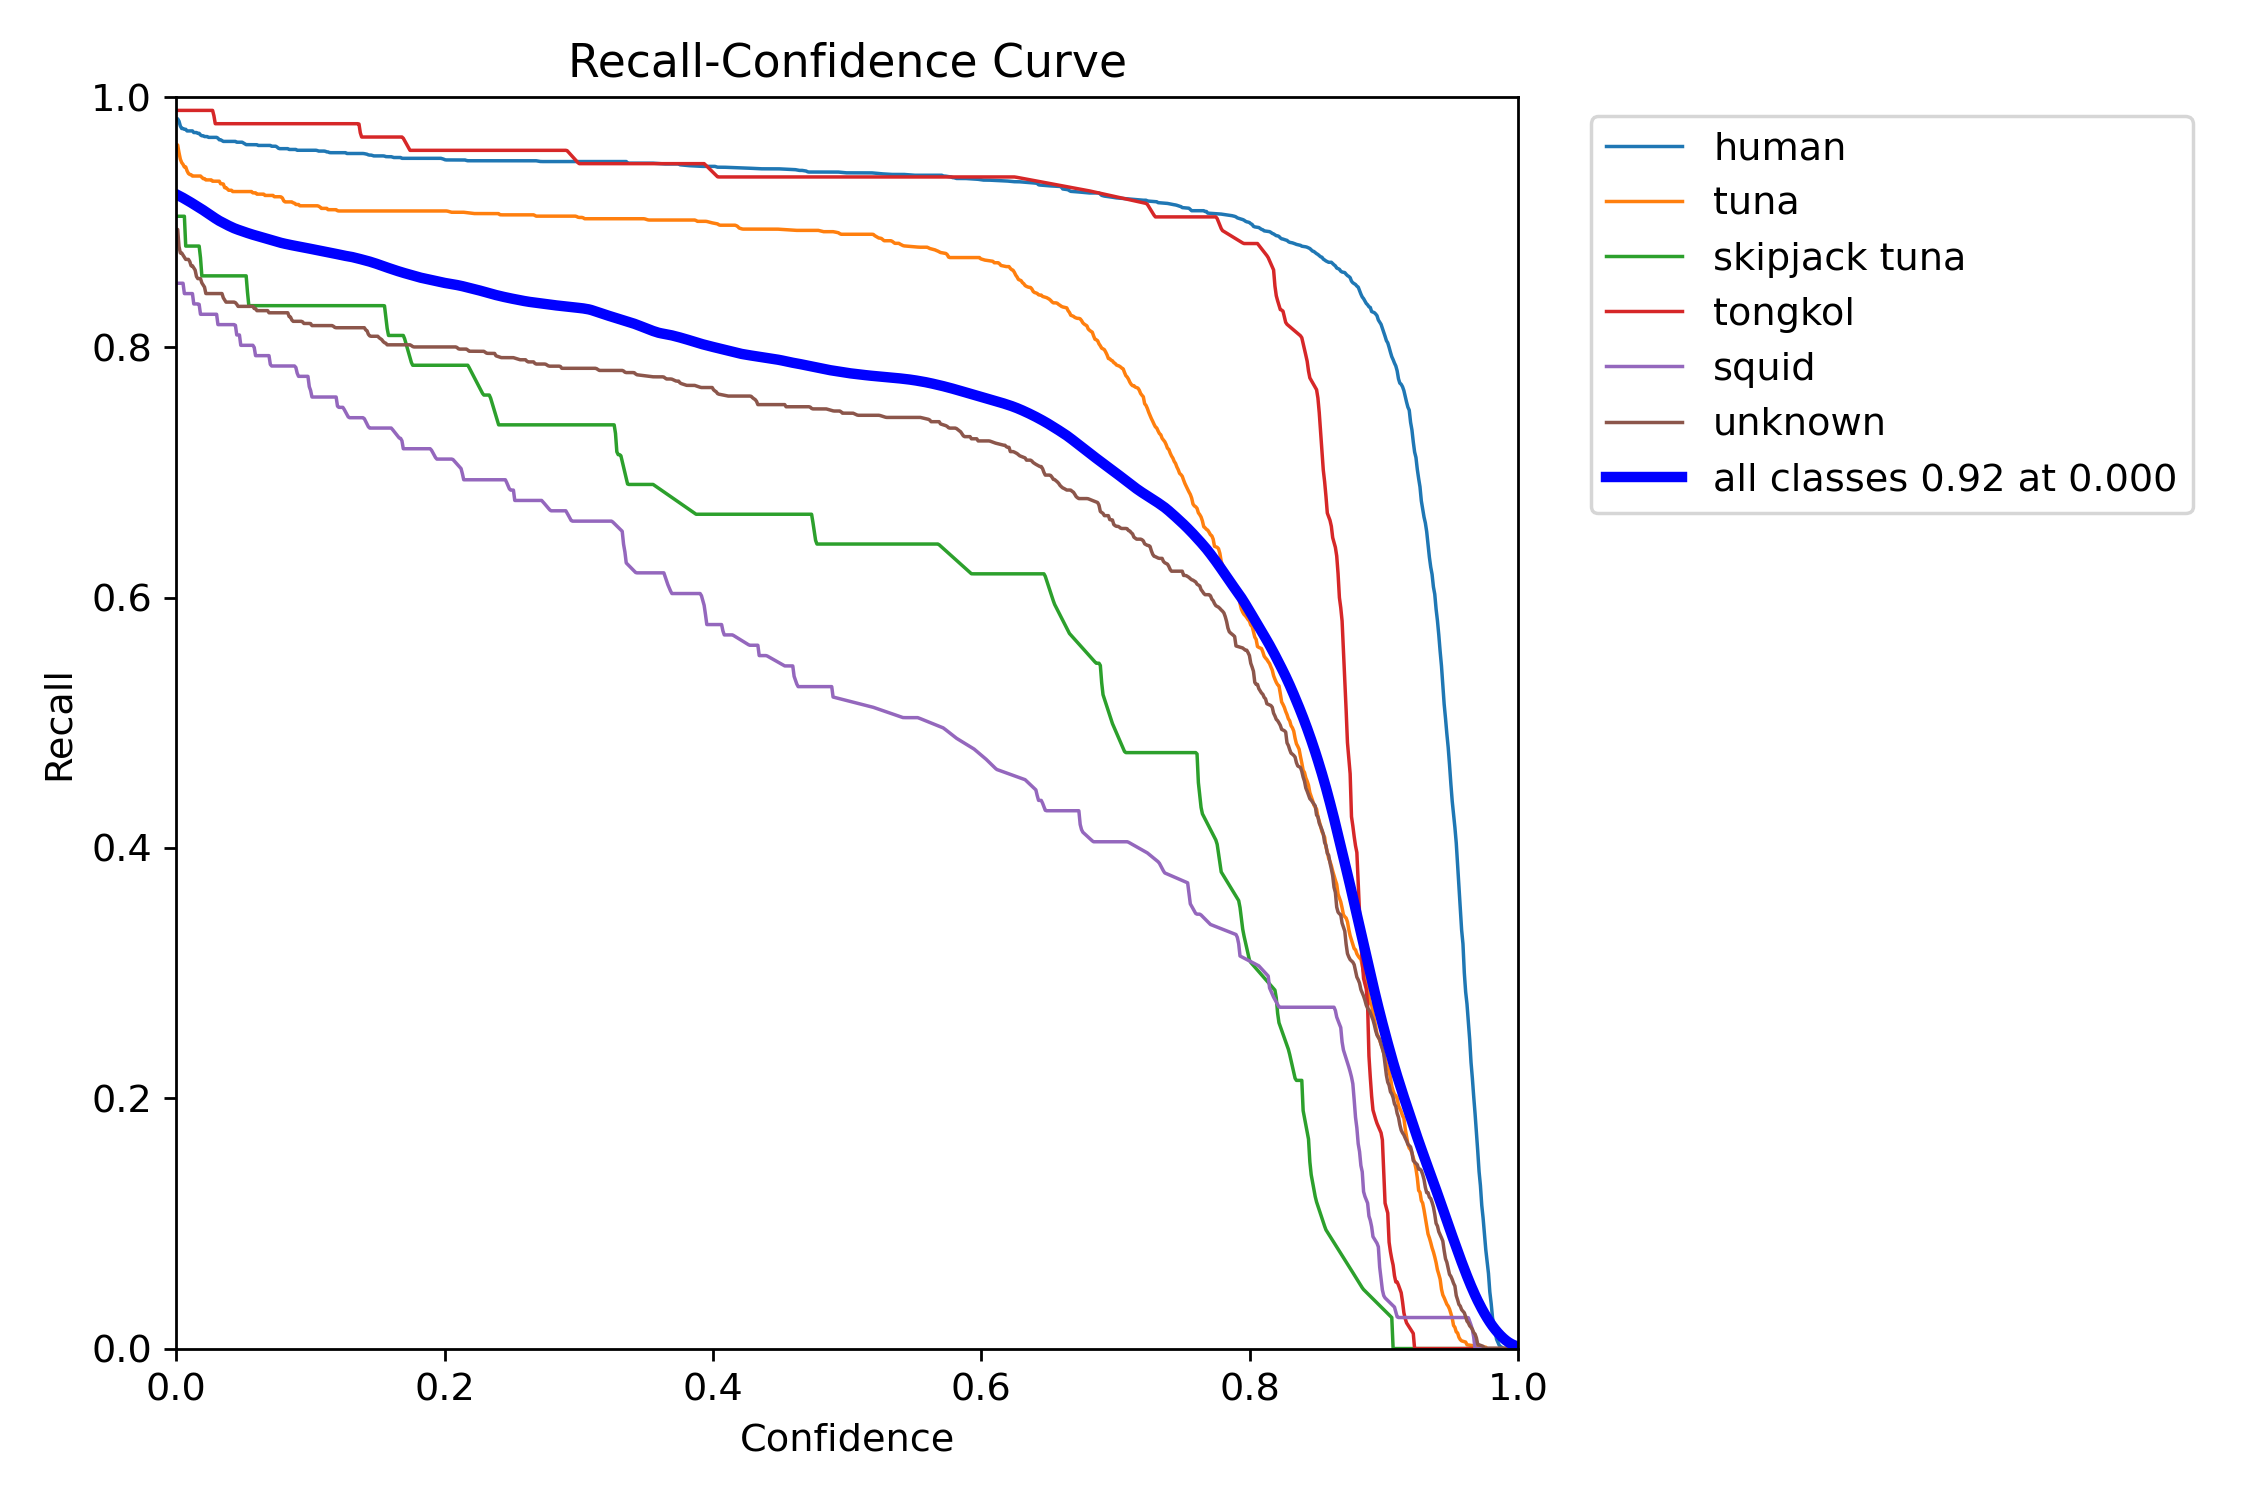 Recall-Confidence Curve
1.0
0.8
0.6
0.4
0.2
0.0
Recall
0.0 0.2 0.4 0.6 0.8 1.0
Confidence
human
tuna
skipjack tuna
tongkol
squid
unknown
all classes 0.92 at 0.000